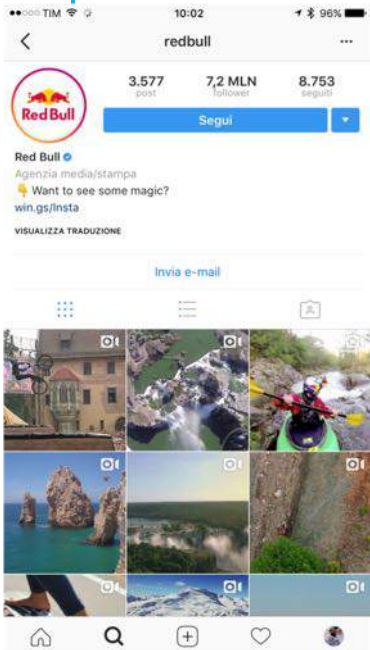 TIM 10:02 96%
redbull
3.577 7,2 MLN 8.753
post follower seguiti
Red Bull
Segui
Red Bull
Agenzia media/stampa
👇 Want to see some magic?
win.gs/Insta
VISUALIZZA TRADUZIONE
Invia e-mail